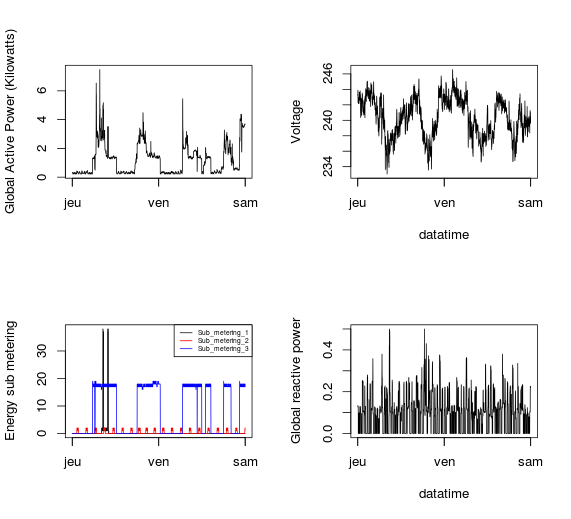 Global Active Power (Kilowatts)
0 2 4 6
jeu ven sam
Voltage
234 240 246
jeu ven sam
datatime
Energy sub metering
0 10 20 30
Sub_metering_1
Sub_metering_2
Sub_metering_3
jeu ven sam
Global reactive power
0.0 0.2 0.4
jeu ven sam
datatime